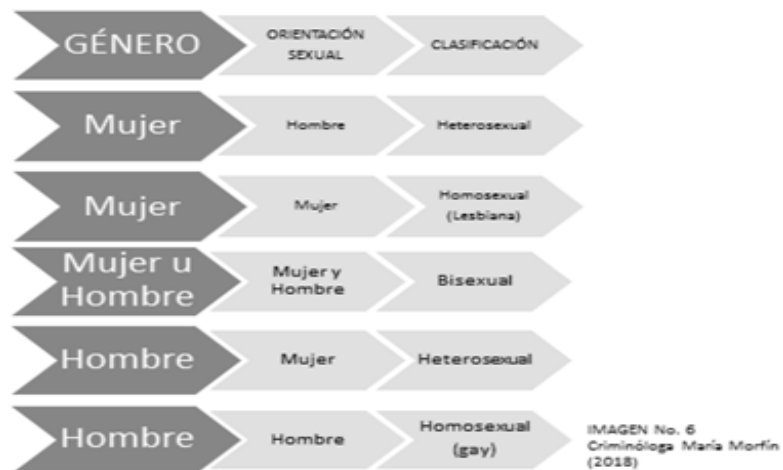 GÉNERO
ORIENTACIÓN
SEXUAL
CLASIFICACIÓN
Mujer
Hombre
Heterosexual
Mujer
Mujer
Homosexual
(Lesbiana)
Mujer u
Hombre
Mujer y
Hombre
Bisexual
Hombre
Mujer
Heterosexual
Hombre
Hombre
Homosexual
(gay)
IMAGEN No. 6
Criminóloga María Morfín
(2018)